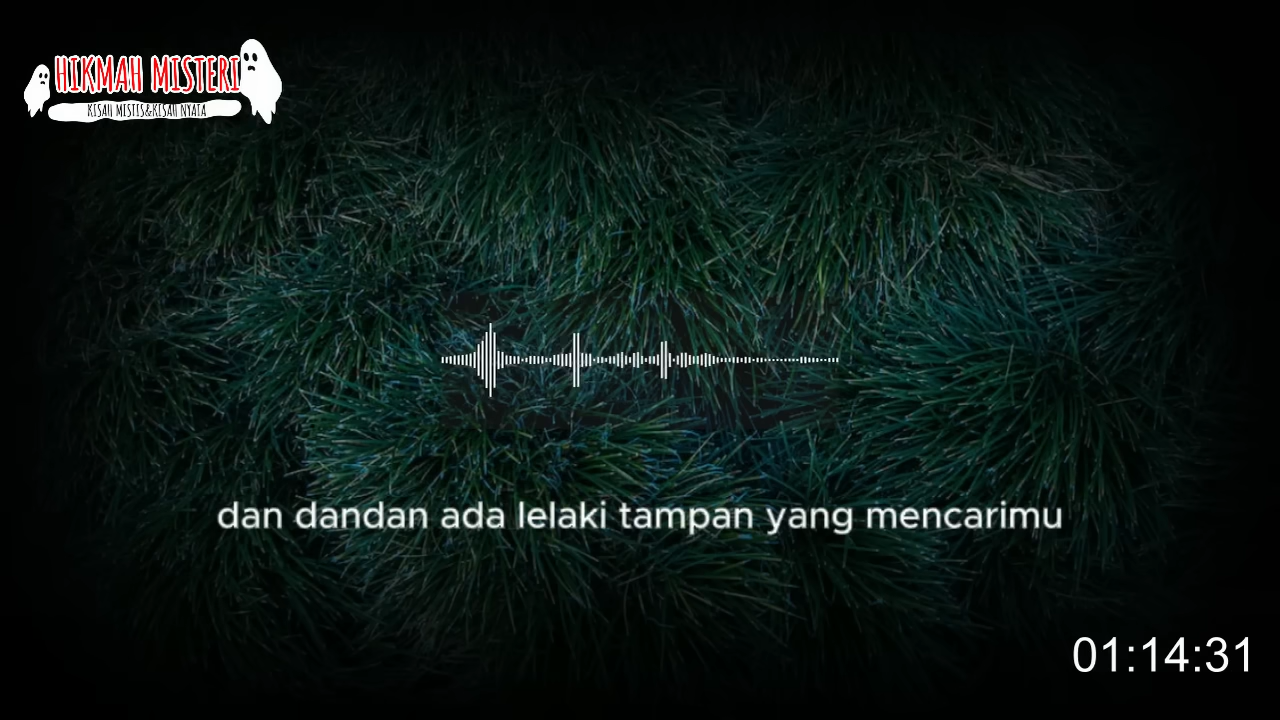 HIKMAH MISTERI
KISAH MISTIS&KISAH NYATA
dan dandan ada lelaki tampan yang mencarimu
01:14:31